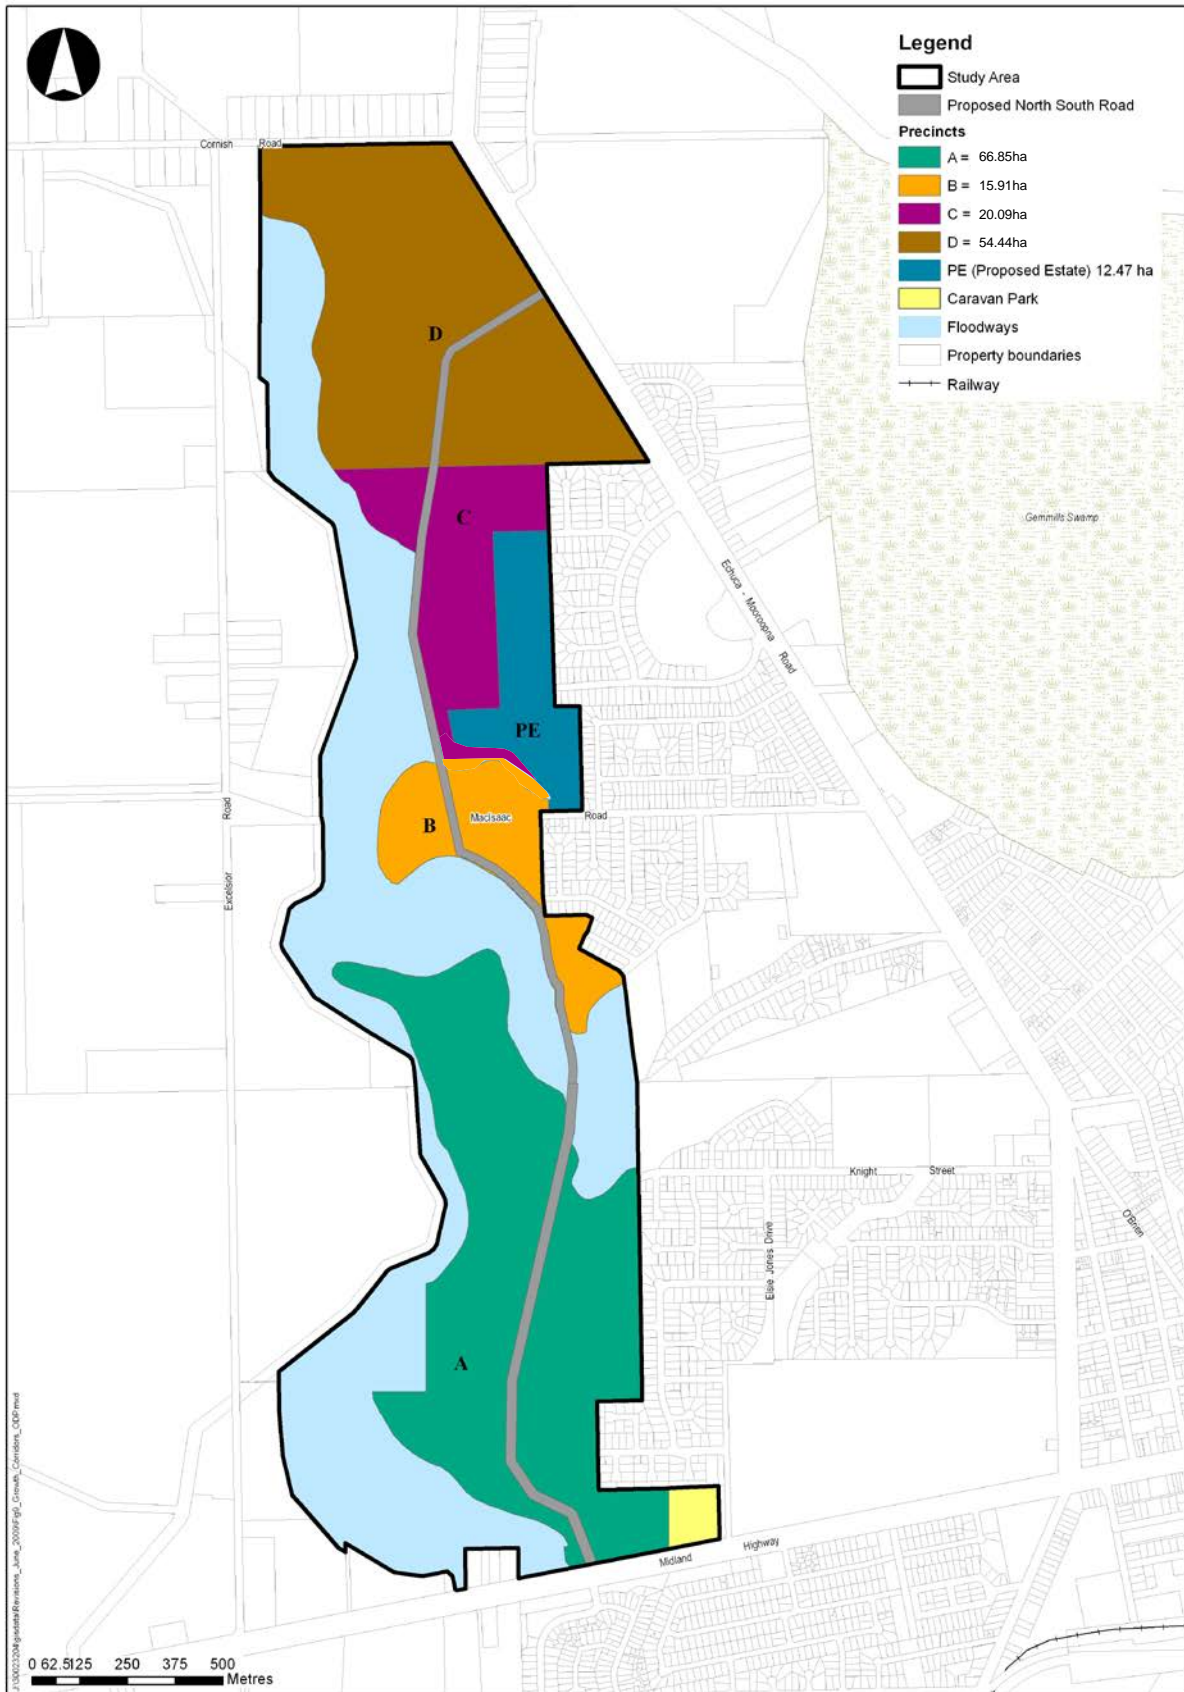 Legend
Study Area
Proposed North South Road
Precincts
A = 66.85ha
B = 15.91ha
C = 20.09ha
D = 54.44ha
PE (Proposed Estate) 12.47 ha
Caravan Park
Floodways
Property boundaries
Railway
Cornish Road
D
C
Gemmills Swamp
Echuca - Mooroopna Road
PE
B
MacIsaac Road
Excelsior Road
Knight Street
O'Brien
Elsie Jones Drive
A
Midland Highway
0 62.5125 250 375 500
Metres